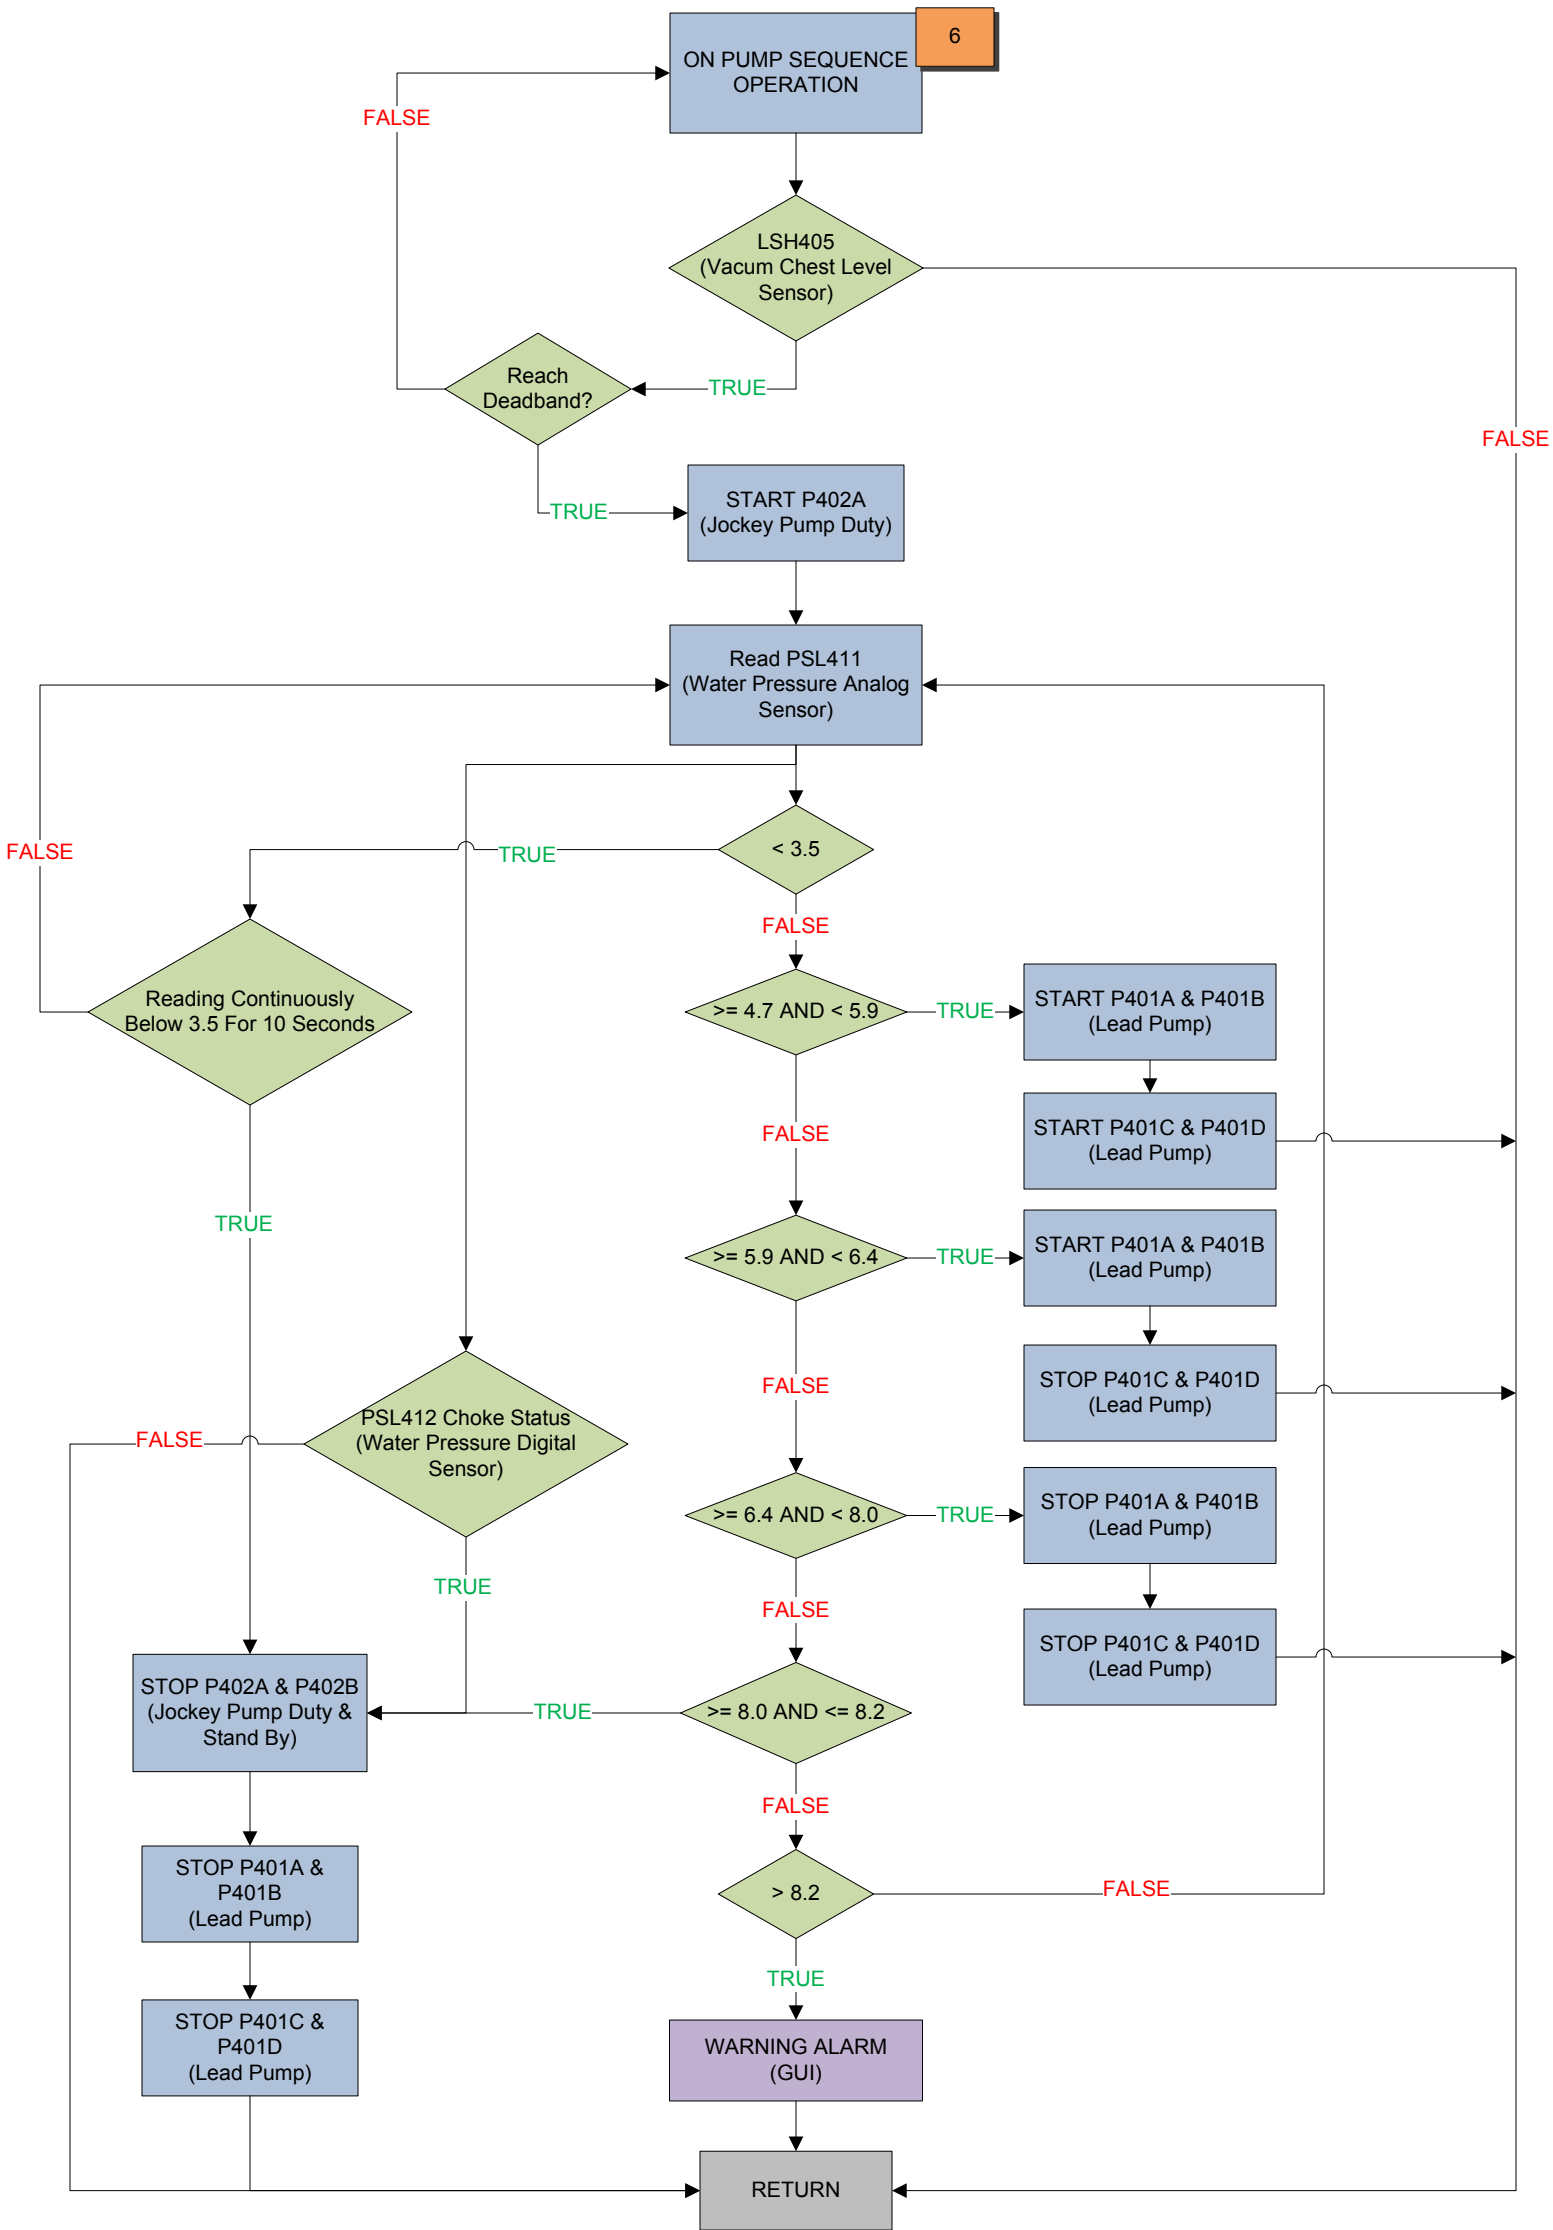 6
ON PUMP SEQUENCE
OPERATION
FALSE
LSH405
(Vacum Chest Level
Sensor)
Reach
Deadband?
TRUE
FALSE
TRUE
START P402A
(Jockey Pump Duty)
Read PSL411
(Water Pressure Analog
Sensor)
FALSE
TRUE
< 3.5
FALSE
Reading Continuously
Below 3.5 For 10 Seconds
>= 4.7 AND < 5.9
TRUE
START P401A & P401B
(Lead Pump)
START P401C & P401D
(Lead Pump)
FALSE
TRUE
>= 5.9 AND < 6.4
TRUE
START P401A & P401B
(Lead Pump)
STOP P401C & P401D
(Lead Pump)
FALSE
FALSE
PSL412 Choke Status
(Water Pressure Digital
Sensor)
>= 6.4 AND < 8.0
TRUE
STOP P401A & P401B
(Lead Pump)
TRUE
FALSE
STOP P401C & P401D
(Lead Pump)
STOP P402A & P402B
(Jockey Pump Duty &
Stand By)
TRUE
>= 8.0 AND <= 8.2
FALSE
STOP P401A &
P401B
(Lead Pump)
> 8.2
FALSE
TRUE
STOP P401C &
P401D
(Lead Pump)
WARNING ALARM
(GUI)
RETURN